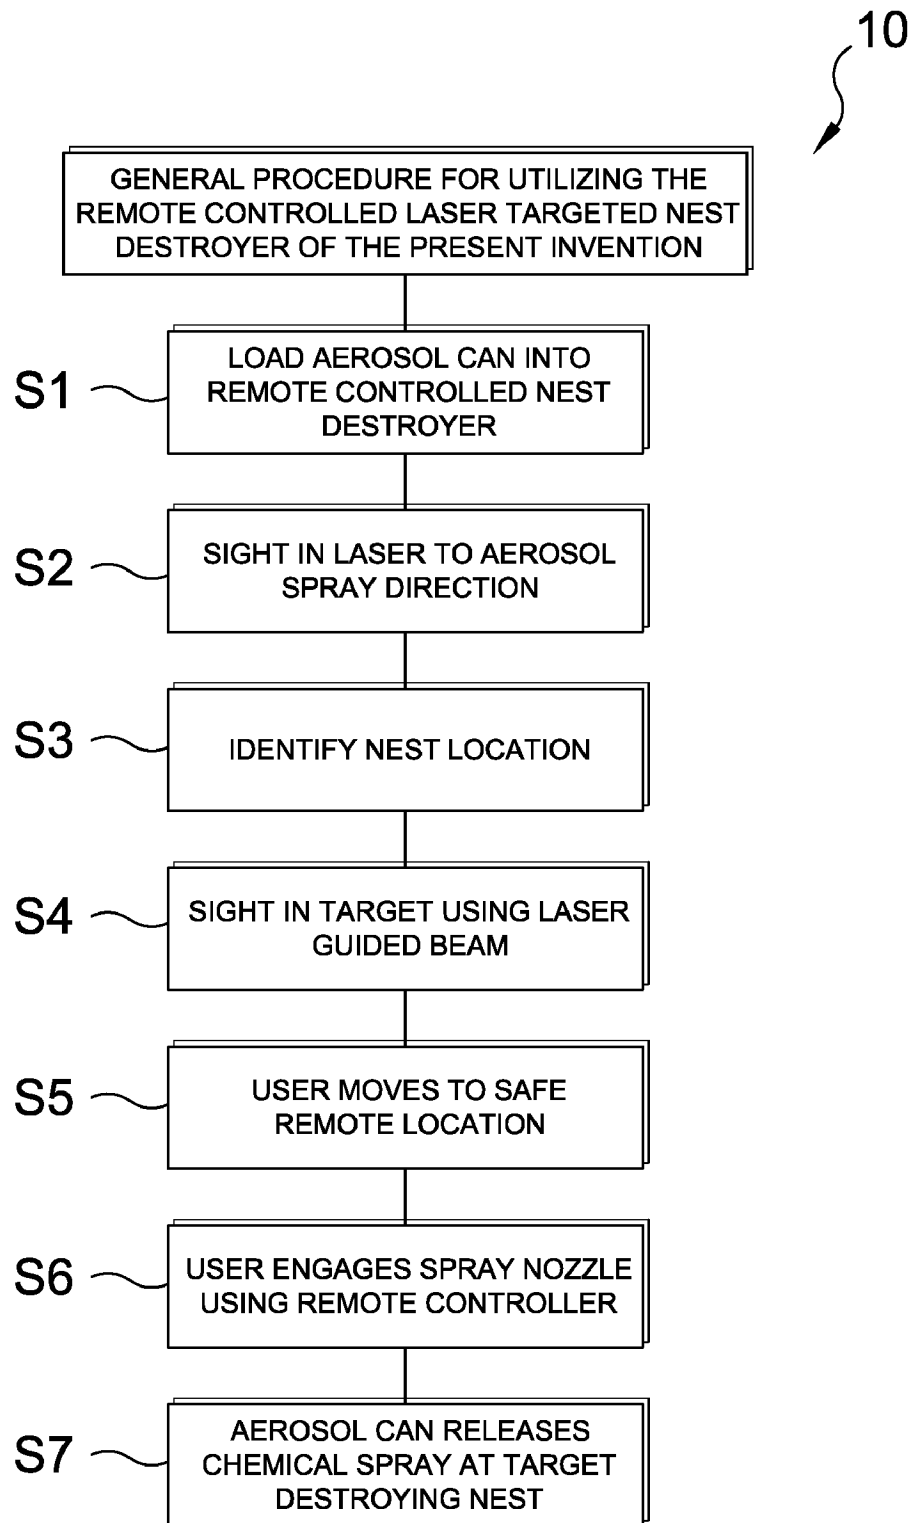 10
GENERAL PROCEDURE FOR UTILIZING THE
REMOTE CONTROLLED LASER TARGETED NEST
DESTROYER OF THE PRESENT INVENTION
S1
LOAD AEROSOL CAN INTO
REMOTE CONTROLLED NEST
DESTROYER
S2
SIGHT IN LASER TO AEROSOL
SPRAY DIRECTION
S3
IDENTIFY NEST LOCATION
S4
SIGHT IN TARGET USING LASER
GUIDED BEAM
S5
USER MOVES TO SAFE
REMOTE LOCATION
S6
USER ENGAGES SPRAY NOZZLE
USING REMOTE CONTROLLER
S7
AEROSOL CAN RELEASES
CHEMICAL SPRAY AT TARGET
DESTROYING NEST